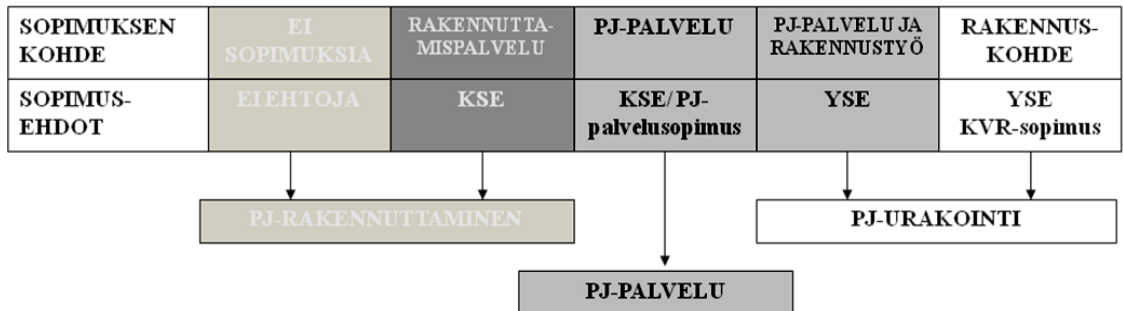 SOPIMUKSEN
KOHDE
EI
SOPIMUKSIA
RAKENNUTTA-
MISPALVELU
PJ-PALVELU
PJ-PALVELU JA
RAKENNUSTYÖ
RAKENNUS-
KOHDE
SOPIMUS-
EHDOT
EI EHTOJA
KSE
KSE/PJ-
palvelusopimus
YSE
YSE
KVR-sopimus
PJ-RAKENNUTTAMINEN
PJ-URAKOINTI
PJ-PALVELU